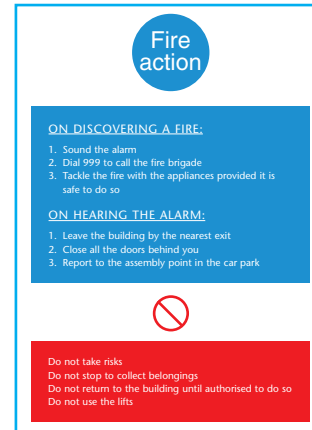 Fire
action
ON DISCOVERING A FIRE:
1. Sound the alarm
2. Dial 999 to call the fire brigade
3. Tackle the fire with the appliances provided it is
safe to do so
ON HEARING THE ALARM:
1. Leave the building by the nearest exit
2. Close all the doors behind you
3. Report to the assembly point in the car park
Do not take risks
Do not stop to collect belongings
Do not return to the building until authorised to do so
Do not use the lifts